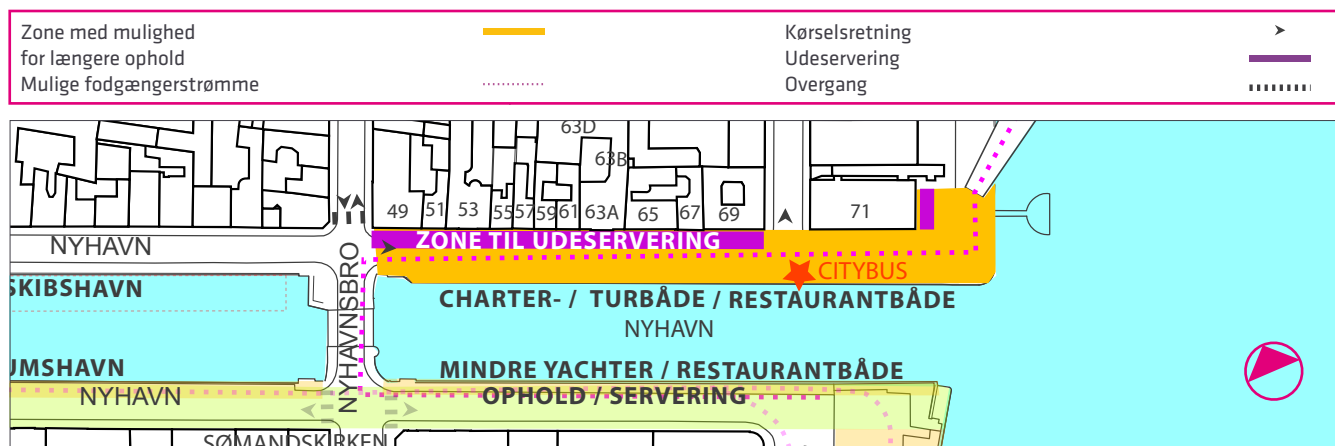 Zone med mulighed
for længere ophold
Mulige fodgængerstrømme
Kørselsretning
Udeservering
Overgang
63D
63B
49 51 53 55 57 59 61 63A 65 67 69 71
NYHAVN
ZONE TIL UDESERVERING
CITYBUS
SKIBSHAVN
NYHAVNSBRO
CHARTER- / TURBÅDE / RESTAURANTBÅDE
NYHAVN
UMSHAVN
MINDRE YACHTER / RESTAURANTBÅDE
NYHAVN
OPHOLD / SERVERING
SØMANDSKIRKEN